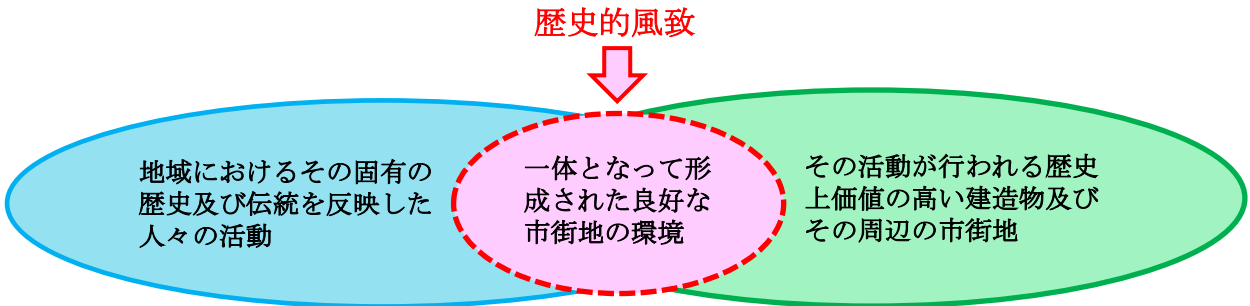 歴史的風致
地域におけるその固有の
歴史及び伝統を反映した
人々の活動
一体となって形
成された良好な
市街地の環境
その活動が行われる歴史
上価値の高い建造物及び
その周辺の市街地